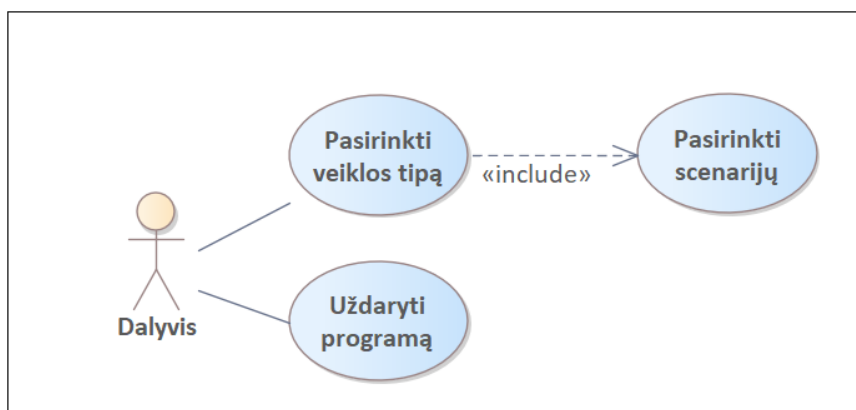 Pasirinkti
veiklos tipą
«include»
Pasirinkti
scenarijų
Dalyvis
Uždaryti
programą